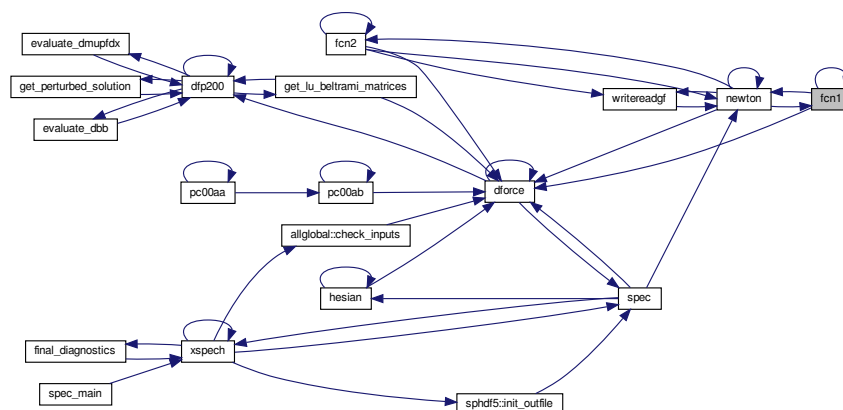 fcn2
evaluate_dmupfdx
get_perturbed_solution
dfp200
get_lu_beltrami_matrices
evaluate_dbb
writereadgf
newton
fcn1
pc00aa
pc00ab
dforce
allglobal::check_inputs
hesian
spec
final_diagnostics
xspech
spec_main
sphdf5::init_outfile